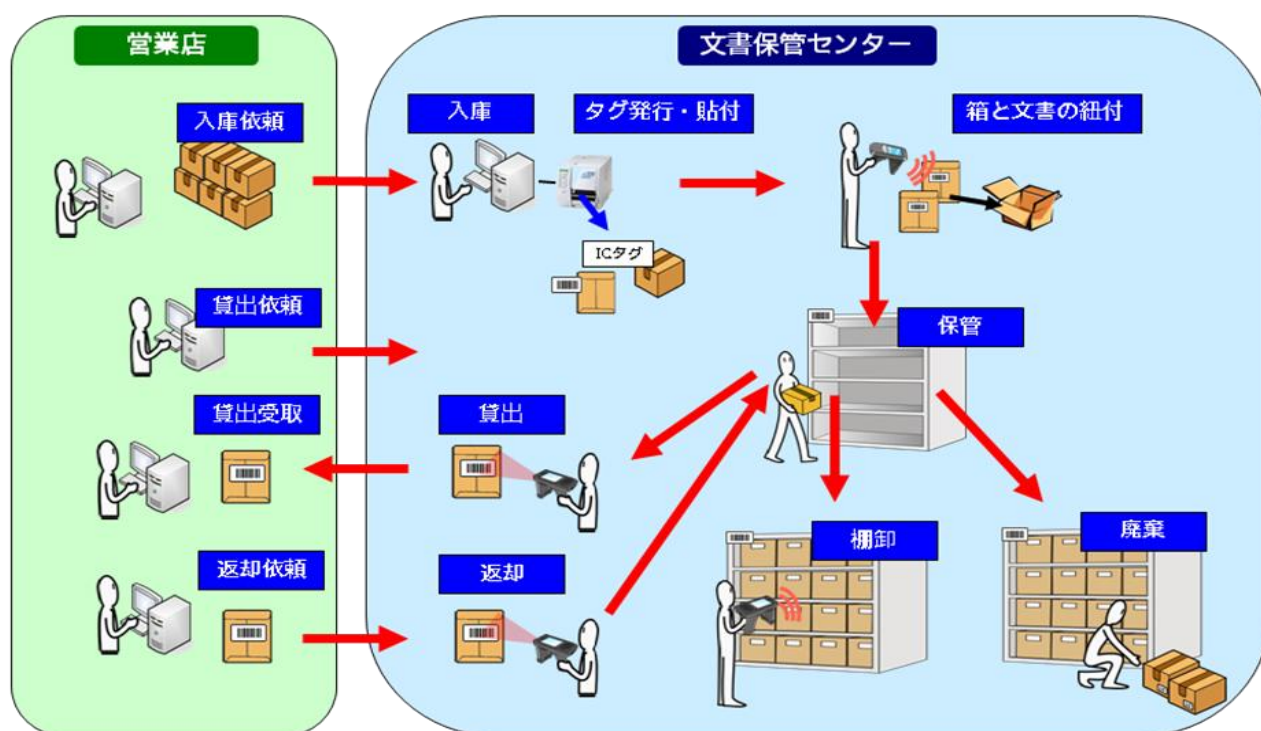 営業店
文書保管センター
入庫依頼
入庫
タグ発行・貼付
箱と文書の紐付
ICタグ
貸出依頼
保管
貸出受取
貸出
棚卸
廃棄
返却依頼
返却